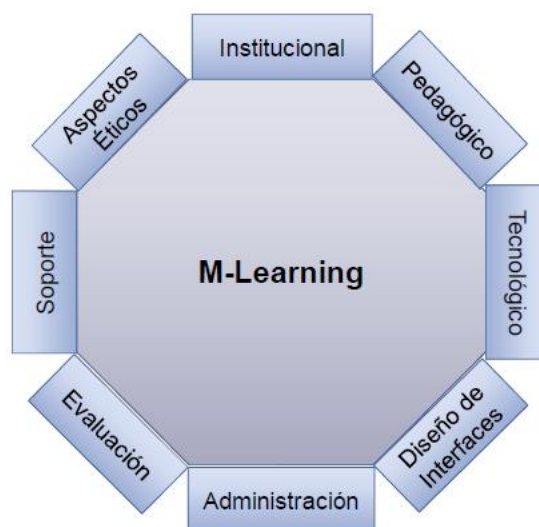 Institucional
Pedagógico
Tecnológico
Diseño de
Interfaces
Administración
Evaluación
Soporte
Aspectos
Éticos
M-Learning